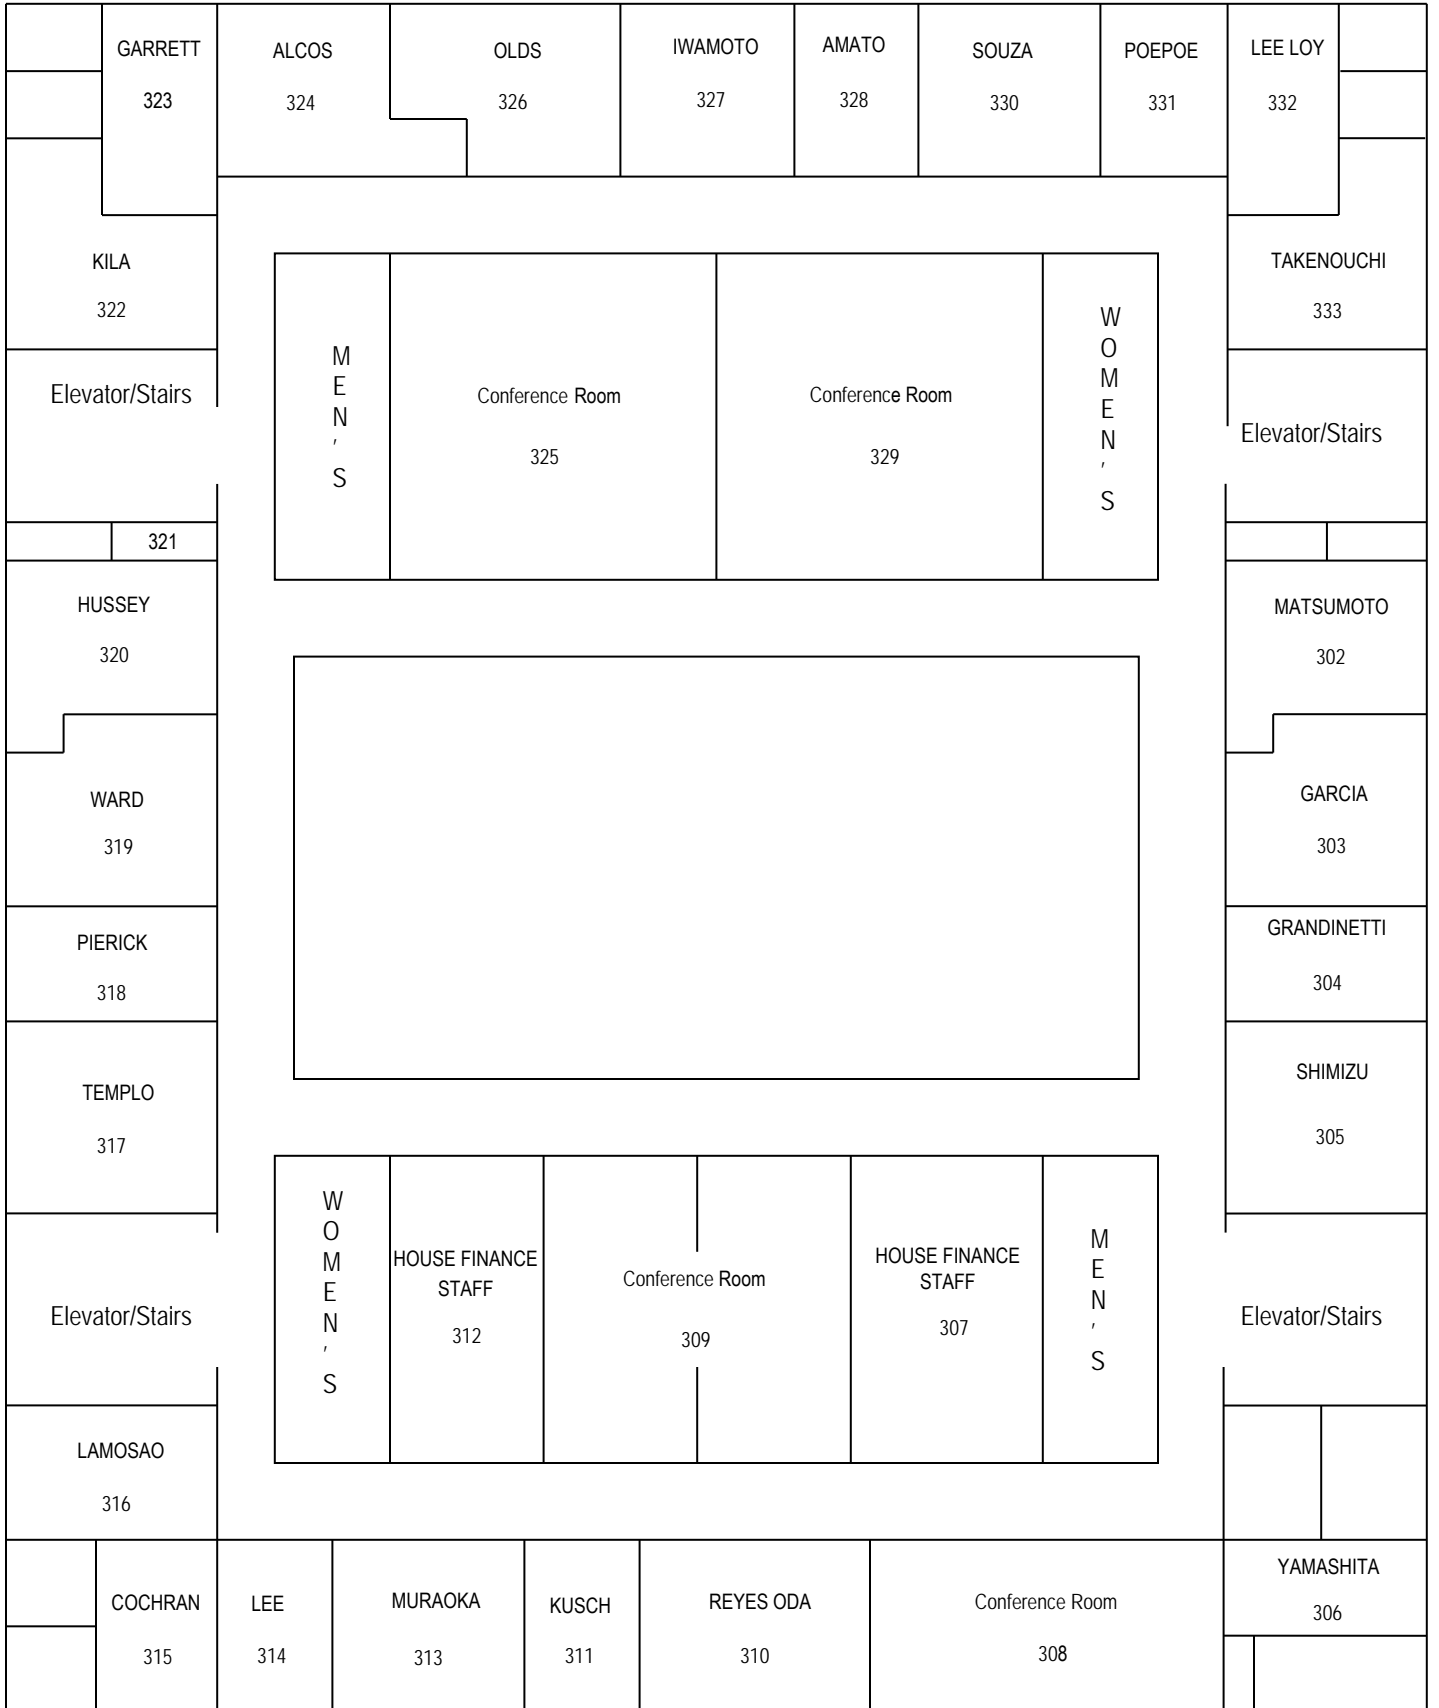 GARRETT
323
ALCOS
324
OLDS
326
IWAMOTO
327
AMATO
328
SOUZA
330
POEPOE
331
LEE LOY
332
KILA
322
TAKENOUCHI
333
Elevator/Stairs
MEN'S
Conference Room
325
Conference Room
329
WOMEN'S
Elevator/Stairs
321
HUSSEY
320
MATSUMOTO
302
WARD
319
GARCIA
303
PIERICK
318
GRANDINETTI
304
TEMPLO
317
SHIMIZU
305
Elevator/Stairs
WOMEN'S
HOUSE FINANCE
STAFF
312
Conference Room
309
HOUSE FINANCE
STAFF
307
MEN'S
Elevator/Stairs
LAMOSAO
316
COCHRAN
315
LEE
314
MURAOKA
313
KUSCH
311
REYES ODA
310
Conference Room
308
YAMASHITA
306